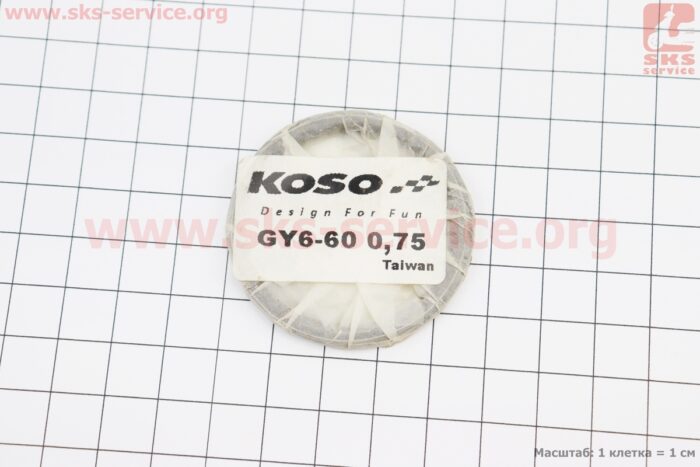 www.sks-service.org
SKS
service
KOSO
Design For Fun
GY6-60 0,75
Taiwan
www.sks-service.org
Масштаб: 1 клетка = 1 см